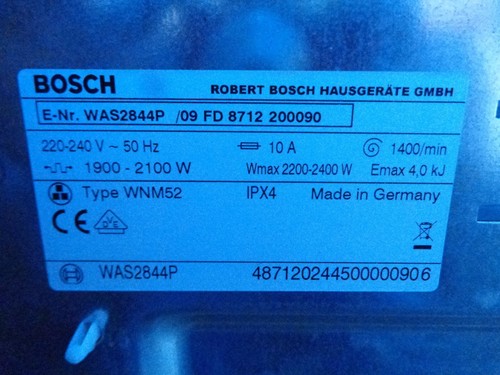 BOSCH
ROBERT BOSCH HAUSGERÄTE GMBH
E-Nr. WAS2844P /09 FD 8712 200090
220-240 V ~ 50 Hz 10 A 1400/min
1900 - 2100 W Wmax 2200-2400 W Emax 4,0 kJ
Type WNM52 IPX4 Made in Germany
CE VDE
WAS2844P 487120244500000906